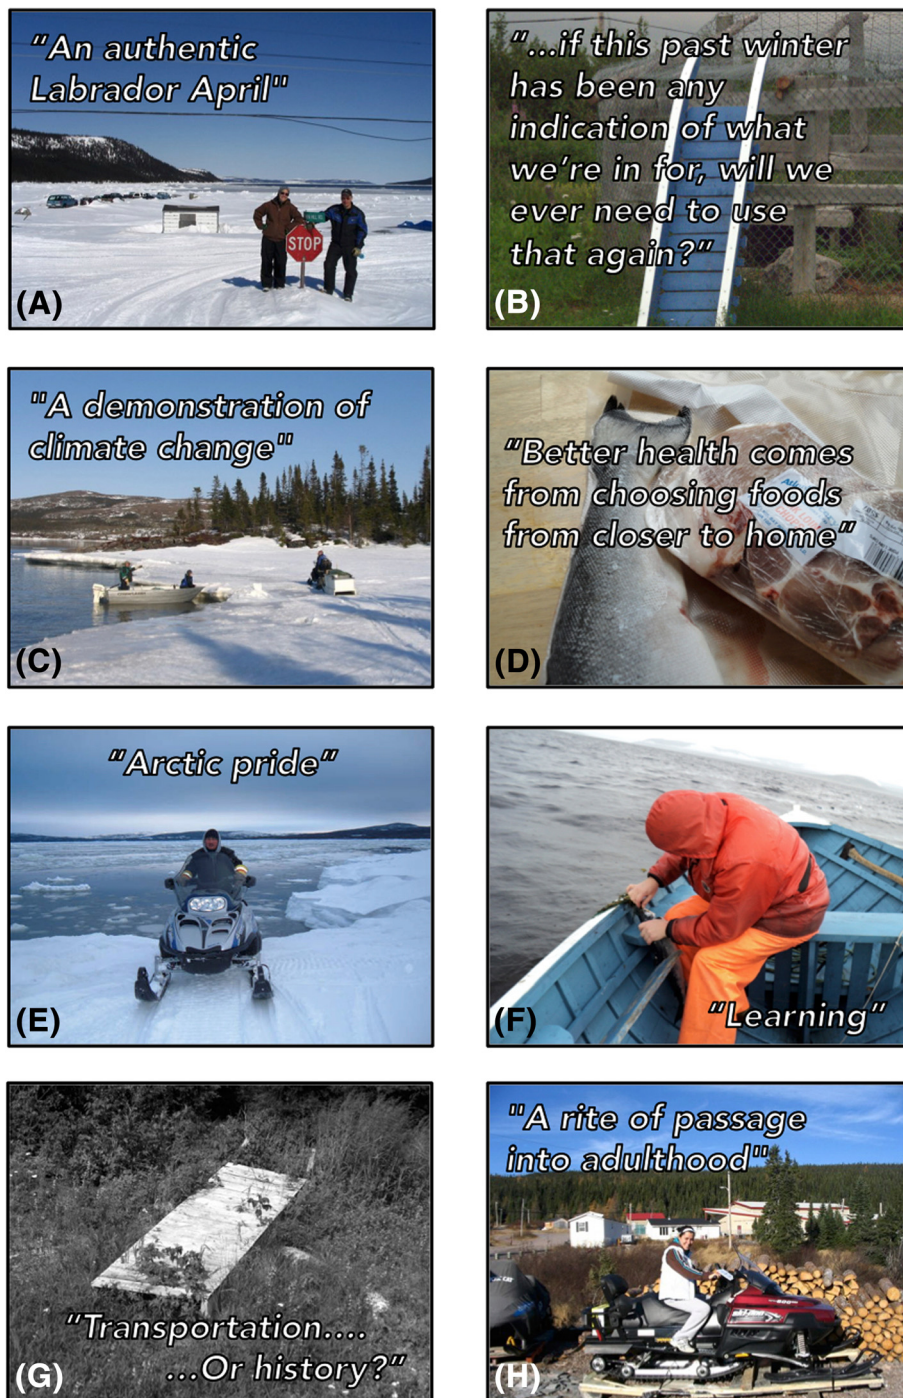 "An authentic
Labrador April"
STOP
(A)
"...if this past winter
has been any
indication of what
we're in for, will we
ever need to use
that again?"
(B)
"A demonstration of
climate change"
(C)
"Better health comes
from choosing foods
from closer to home"
(D)
"Arctic pride"
(E)
"Learning"
(F)
"Transportation....
...Or history?"
(G)
"A rite of passage
into adulthood"
(H)